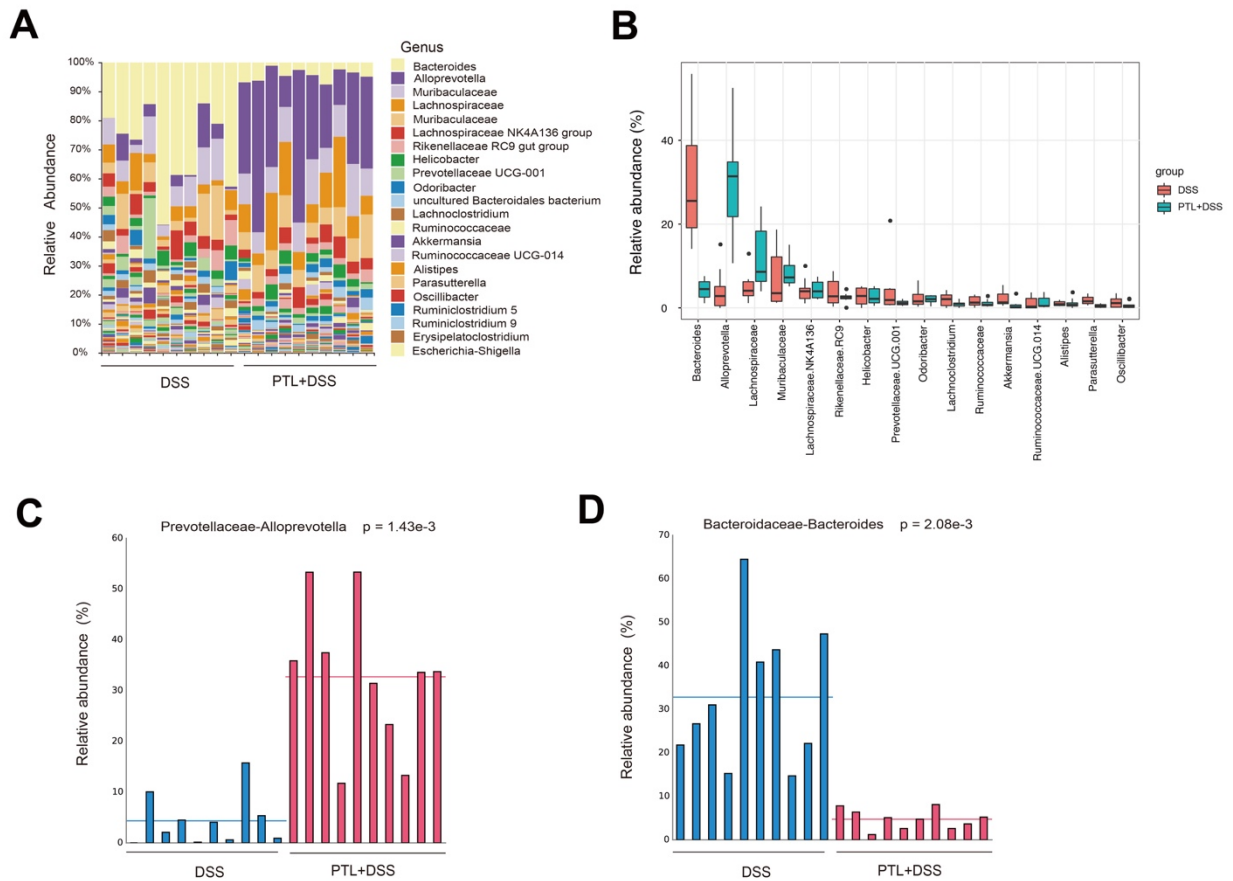 A
Genus
Relative Abundance
100%
90%
80%
70%
60%
50%
40%
30%
20%
10%
0%
DSS
PTL+DSS
Bacteroides
Alloprevotella
Muribaculaceae
Lachnospiraceae
Muribaculaceae
Lachnospiraceae NK4A136 group
Rikenellaceae RC9 gut group
Helicobacter
Prevotellaceae UCG-001
Odoribacter
uncultured Bacteroidales bacterium
Lachnoclostridium
Ruminococcaceae
Akkermansia
Ruminococcaceae UCG-014
Alistipes
Parasutterella
Oscillibacter
Ruminiclostridium 5
Ruminiclostridium 9
Erysipelatoclostridium
Escherichia-Shigella
B
Relative abundance (%)
40
20
0
Bacteroides
Alloprevotella
Lachnospiraceae
Muribaculaceae
Lachnospiraceae.NK4A136
Rikenellaceae.RC9
Helicobacter
Prevotellaceae.UCG.001
Odoribacter
Lachnoclostridium
Ruminococcaceae
Akkermansia
Ruminococcaceae.UCG.014
Alistipes
Parasutterella
Oscillibacter
group
DSS
PTL+DSS
C
Prevotellaceae-Alloprevotella p = 1.43e-3
Relative abundance (%)
60
50
40
30
20
10
0
DSS
PTL+DSS
D
Bacteroidaceae-Bacteroides p = 2.08e-3
Relative abundance (%)
70
60
50
40
30
20
10
0
DSS
PTL+DSS